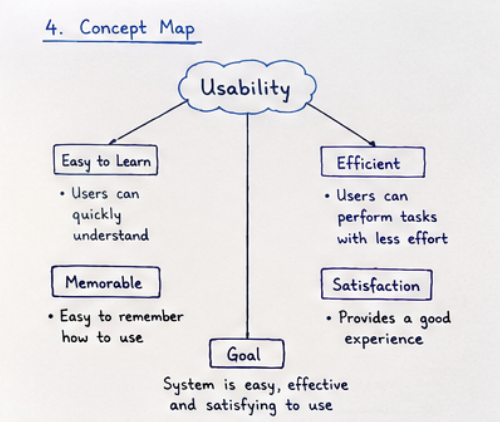 4. Concept Map
Usability
Easy to Learn
• Users can
quickly
understand
Efficient
• Users can
perform tasks
with less effort
Memorable
• Easy to remember
how to use
Satisfaction
• Provides a good
experience
Goal
System is easy, effective
and satisfying to use